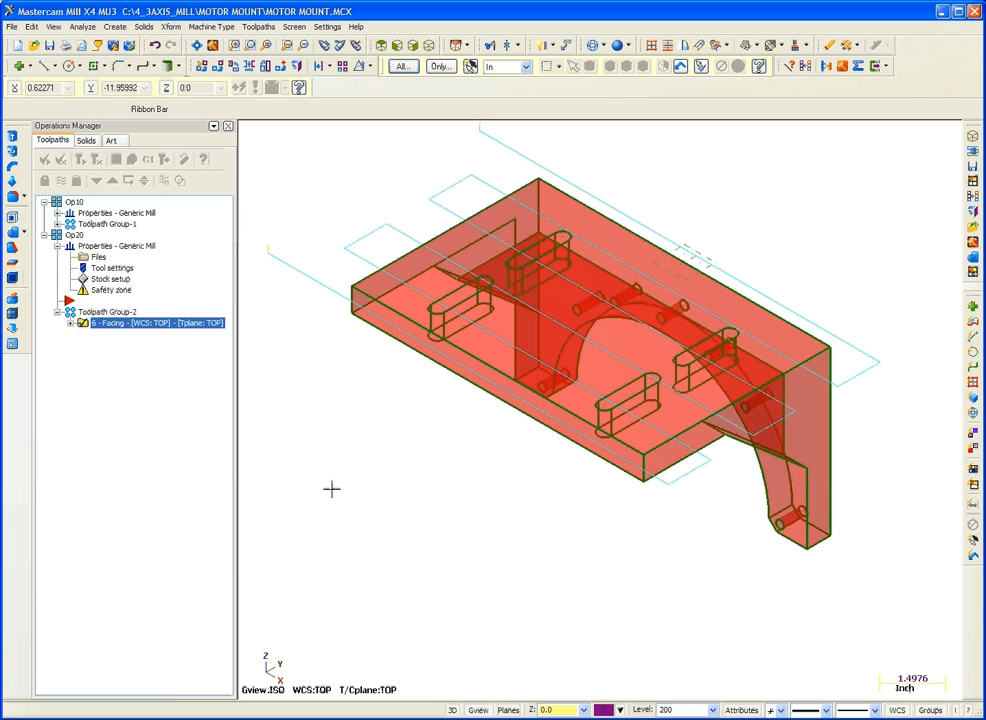 Mastercam Mill X4 MU3  C:\4_3AXIS_MILL\MOTOR MOUNT\MOTOR MOUNT.MCX
File Edit View Analyze Create Solids Xform Machine Type Toolpaths Screen Settings Help
All... Only... In
X 0.62271 Y -11.95992 Z 0.0
Ribbon Bar
Operations Manager
Toolpaths Solids Art
G1
Op10
Properties - Generic Mill
Toolpath Group-1
Op20
Properties - Generic Mill
Files
Tool settings
Stock setup
Safety zone
Toolpath Group-2
6 - Facing - [WCS: TOP] - [Tplane: TOP]
Z
Y
X
Gview:ISO WCS:TOP T/Cplane:TOP
1.4976
Inch
3D Gview Planes Z: 0.0 Level: 200 Attributes WCS Groups